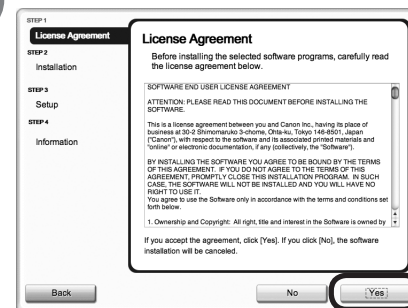 STEP 1
License Agreement
STEP 2
Installation
STEP 3
Setup
STEP 4
Information
License Agreement
Before installing the selected software programs, carefully read
the license agreement below.
SOFTWARE END USER LICENSE AGREEMENT
ATTENTION: PLEASE READ THIS DOCUMENT BEFORE INSTALLING THE
SOFTWARE.
This is a license agreement between you and Canon Inc., having its place of
business at 30-2 Shimomaruko 3-chome, Ohta-ku, Tokyo 146-8501, Japan
("Canon"), with respect to the software and its associated printed materials and
"online" or electronic documentation, if any (collectively, the "Software").
BY INSTALLING THE SOFTWARE YOU AGREE TO BE BOUND BY THE TERMS
OF THIS AGREEMENT. IF YOU DO NOT AGREE TO THE TERMS OF THIS
AGREEMENT, PROMPTLY CLOSE THIS INSTALLATION PROGRAM. IN SUCH
CASE, THE SOFTWARE WILL NOT BE INSTALLED AND YOU WILL HAVE NO
RIGHT TO USE IT.
You agree to use the Software only in accordance with the terms and conditions set
forth below.
1. Ownership and Copyright: All right, title and interest in the Software is owned by
If you accept the agreement, click [Yes]. If you click [No], the software
installation will be canceled.
Back
No
Yes